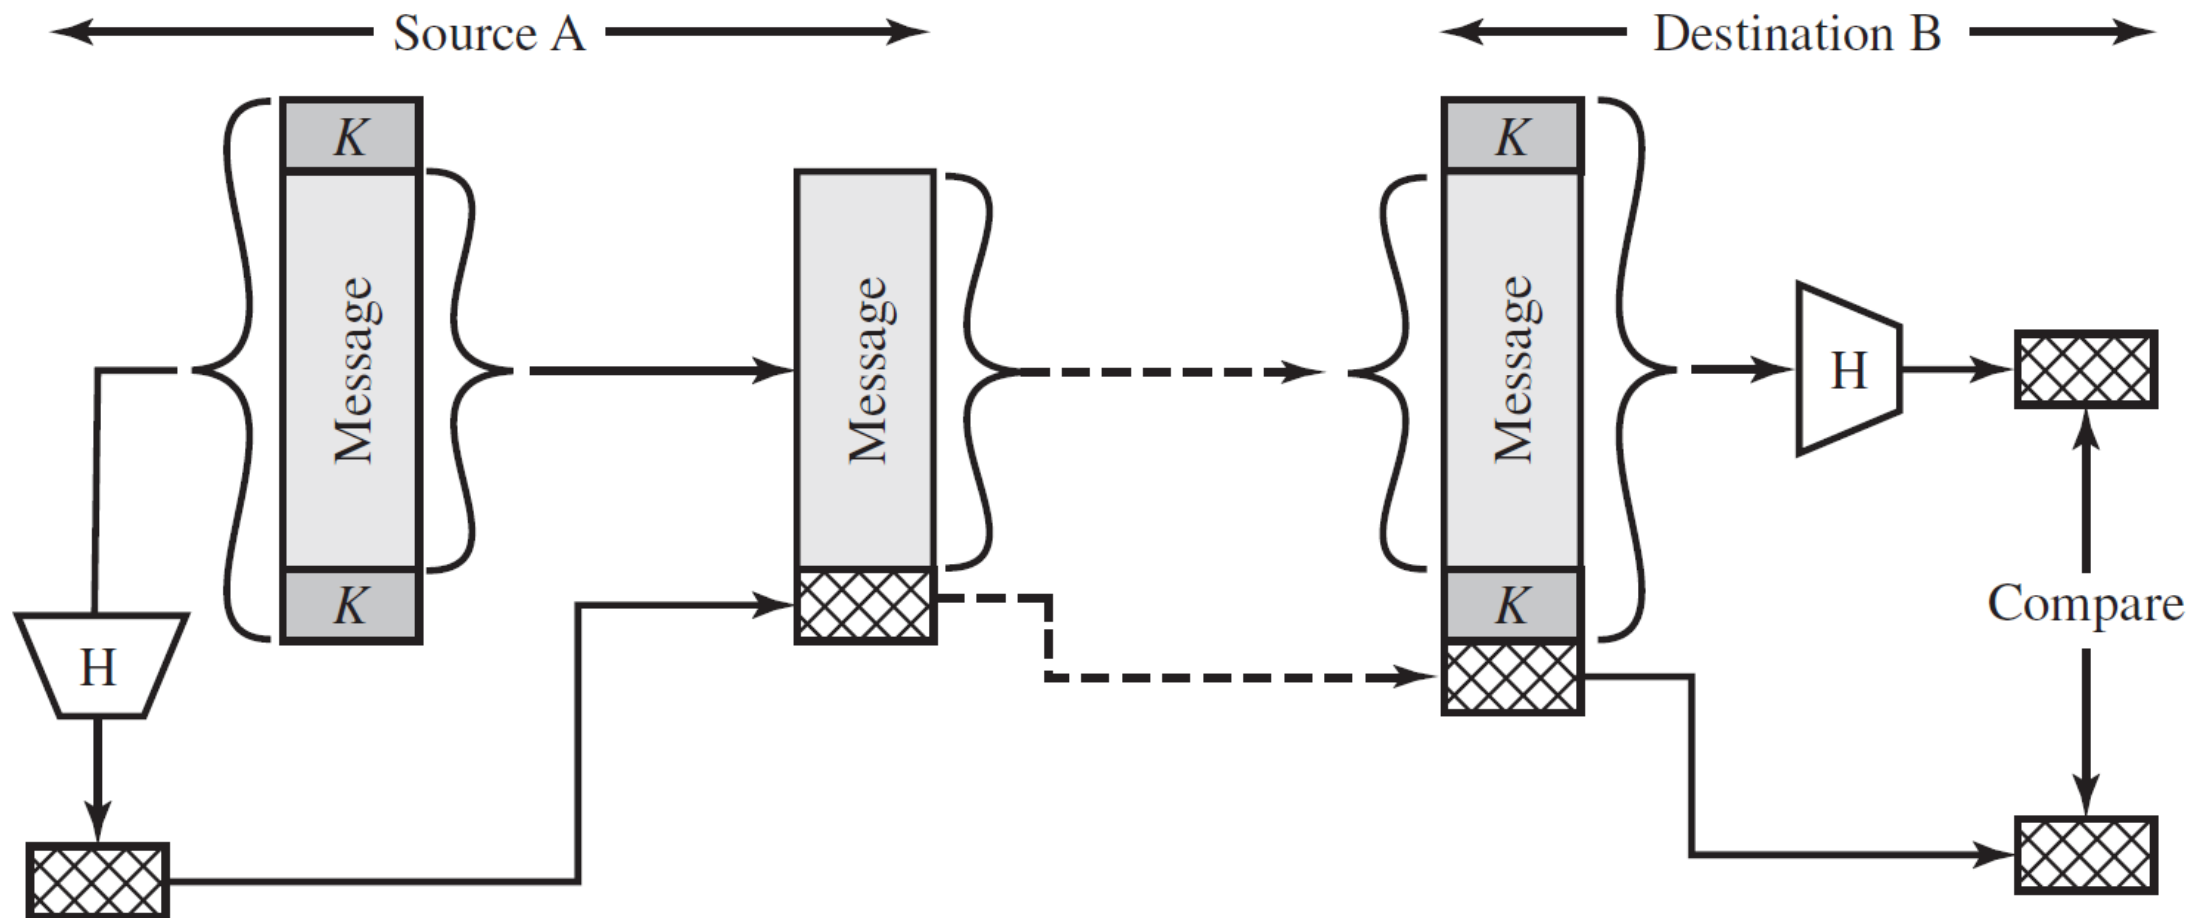 Source A
Destination B
K
Message
K
H
Message
K
Message
K
H
Compare